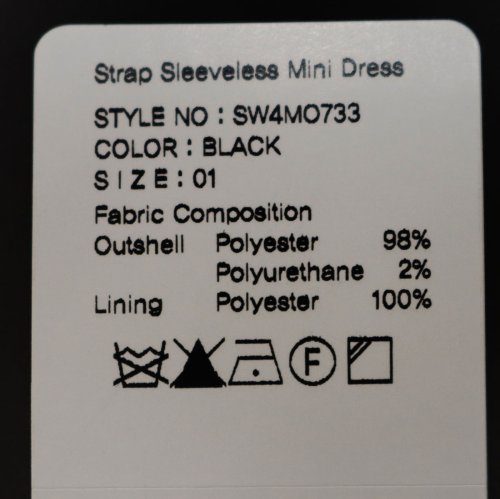 Strap Sleeveless Mini Dress
STYLE NO : SW4MO733
COLOR : BLACK
SIZE : 01
Fabric Composition
Outshell Polyester 98%
Polyurethane 2%
Lining Polyester 100%
F